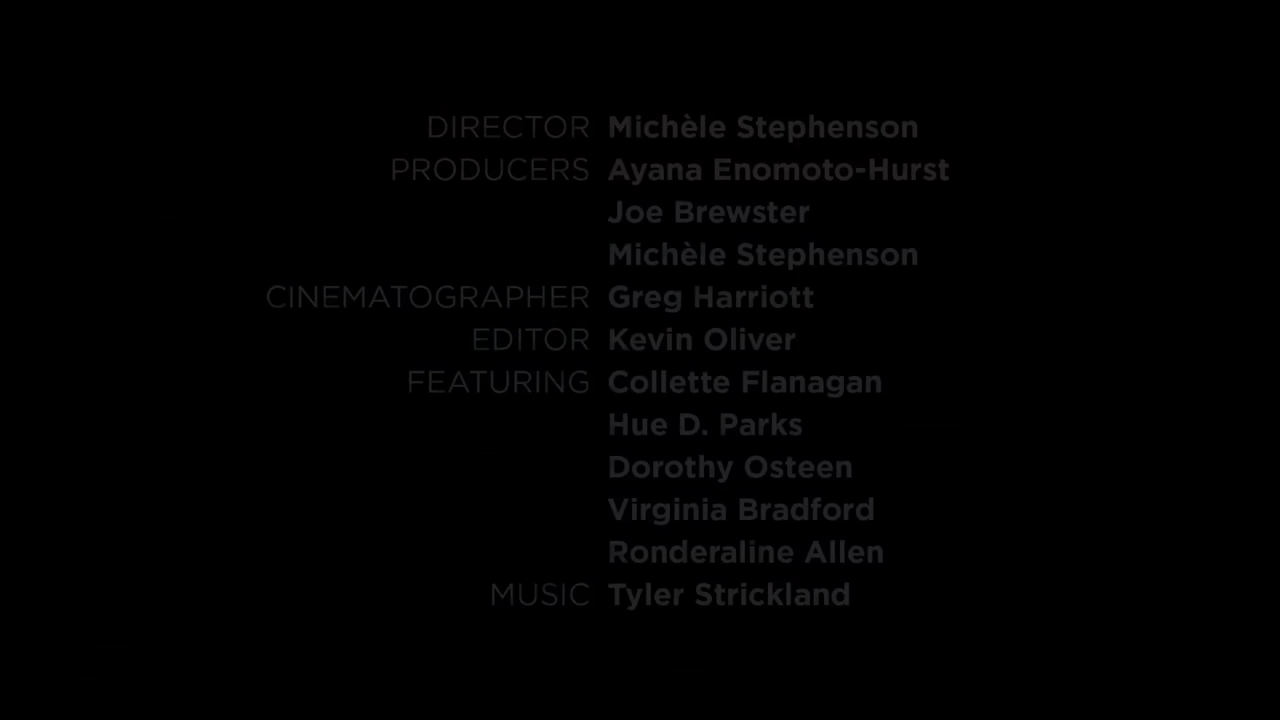 DIRECTOR Michèle Stephenson
PRODUCERS Ayana Enomoto-Hurst
Joe Brewster
Michèle Stephenson
CINEMATOGRAPHER Greg Harriott
EDITOR Kevin Oliver
FEATURING Collette Flanagan
Hue D. Parks
Dorothy Osteen
Virginia Bradford
Ronderaline Allen
MUSIC Tyler Strickland